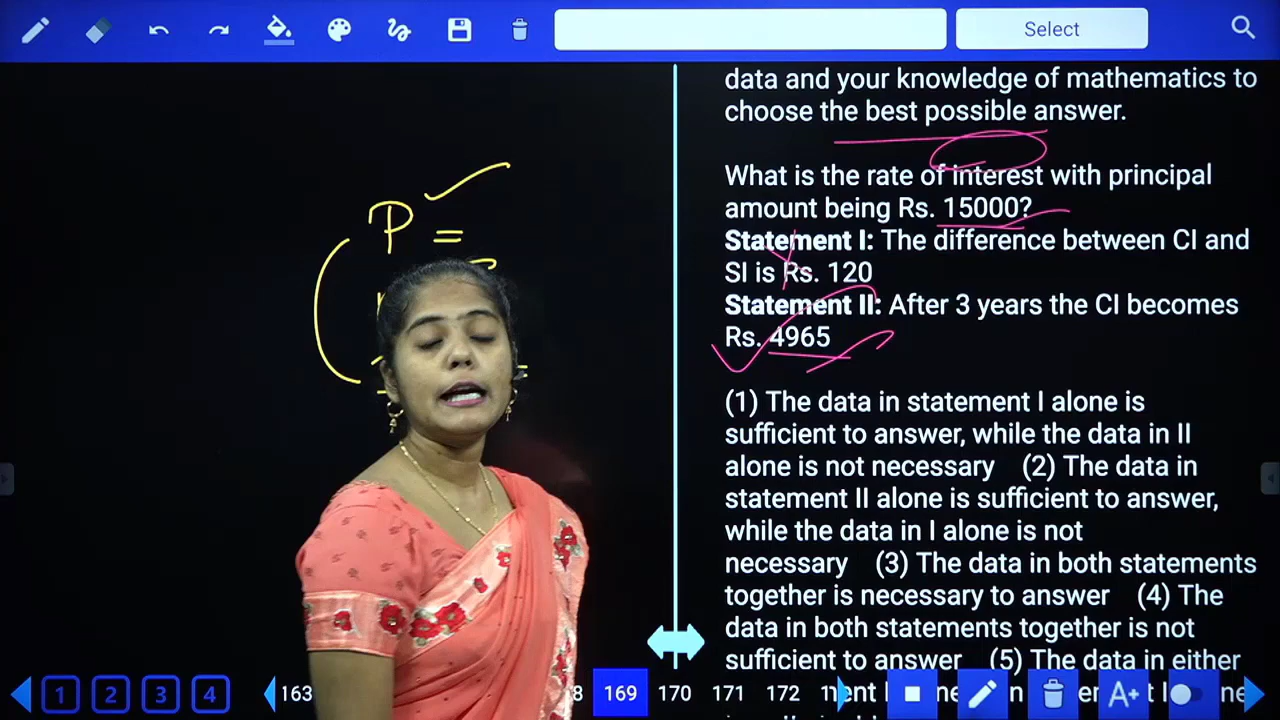 Select
data and your knowledge of mathematics to
choose the best possible answer.
What is the rate of interest with principal
amount being Rs. 15000?
Statement I: The difference between CI and
SI is Rs. 120
Statement II: After 3 years the CI becomes
Rs. 4965
(1) The data in statement I alone is
sufficient to answer, while the data in II
alone is not necessary (2) The data in
statement II alone is sufficient to answer,
while the data in I alone is not
necessary (3) The data in both statements
together is necessary to answer (4) The
data in both statements together is not
sufficient to answer (5) The data in either
P =
1 2 3 4 163 169 170 171 172 A+